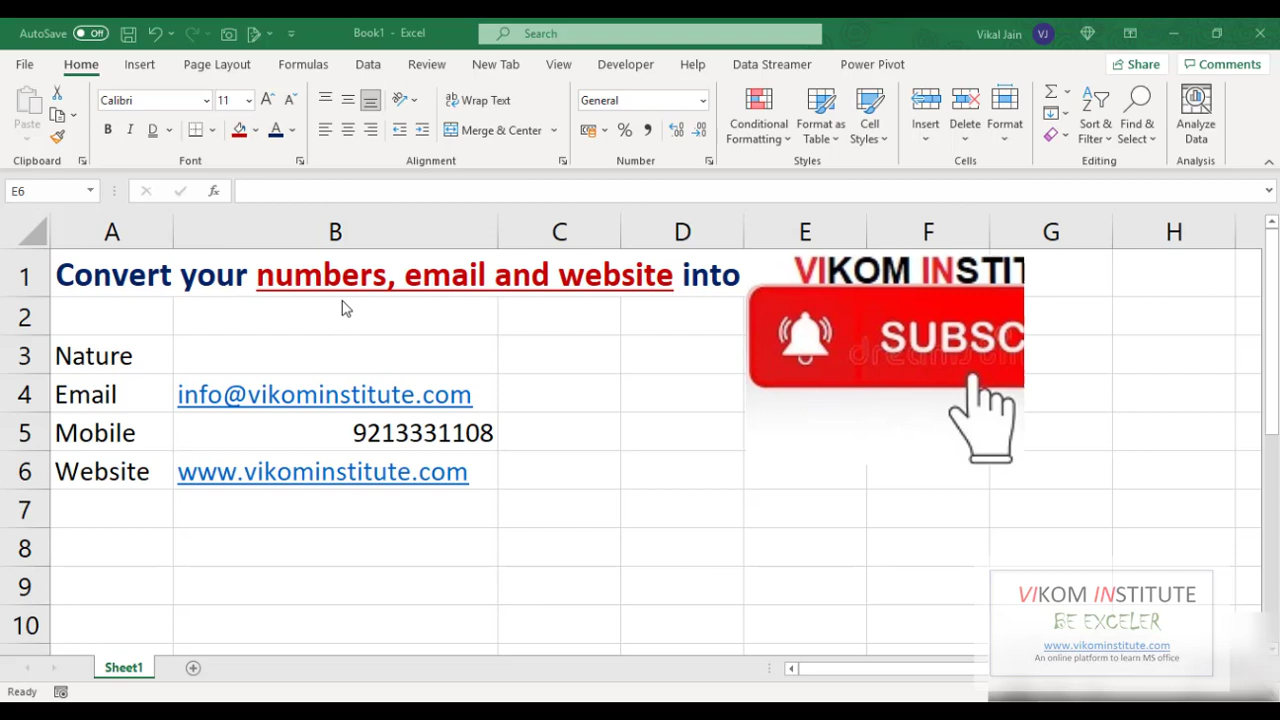 AutoSave Off Book1 - Excel Search Vikal Jain VJ
File Home Insert Page Layout Formulas Data Review New Tab View Developer Help Data Streamer Power Pivot Share Comments
Paste Calibri 11 Wrap Text General Conditional Formatting Format as Table Cell Styles Insert Delete Format Sort & Filter Find & Select Analyze Data
B I D Merge & Center
Clipboard Font Alignment Number Styles Cells Editing Analysis
E6 fx
A B C D E F G H
1 Convert your numbers, email and website into VIKOM INSTIT
2 SUBSC
3 Nature
4 Email info@vikominstitute.com
5 Mobile 9213331108
6 Website www.vikominstitute.com
7
8
9
10
VIKOM INSTITUTE
BE EXCELER
www.vikominstitute.com
An online platform to learn MS office
Sheet1
Ready